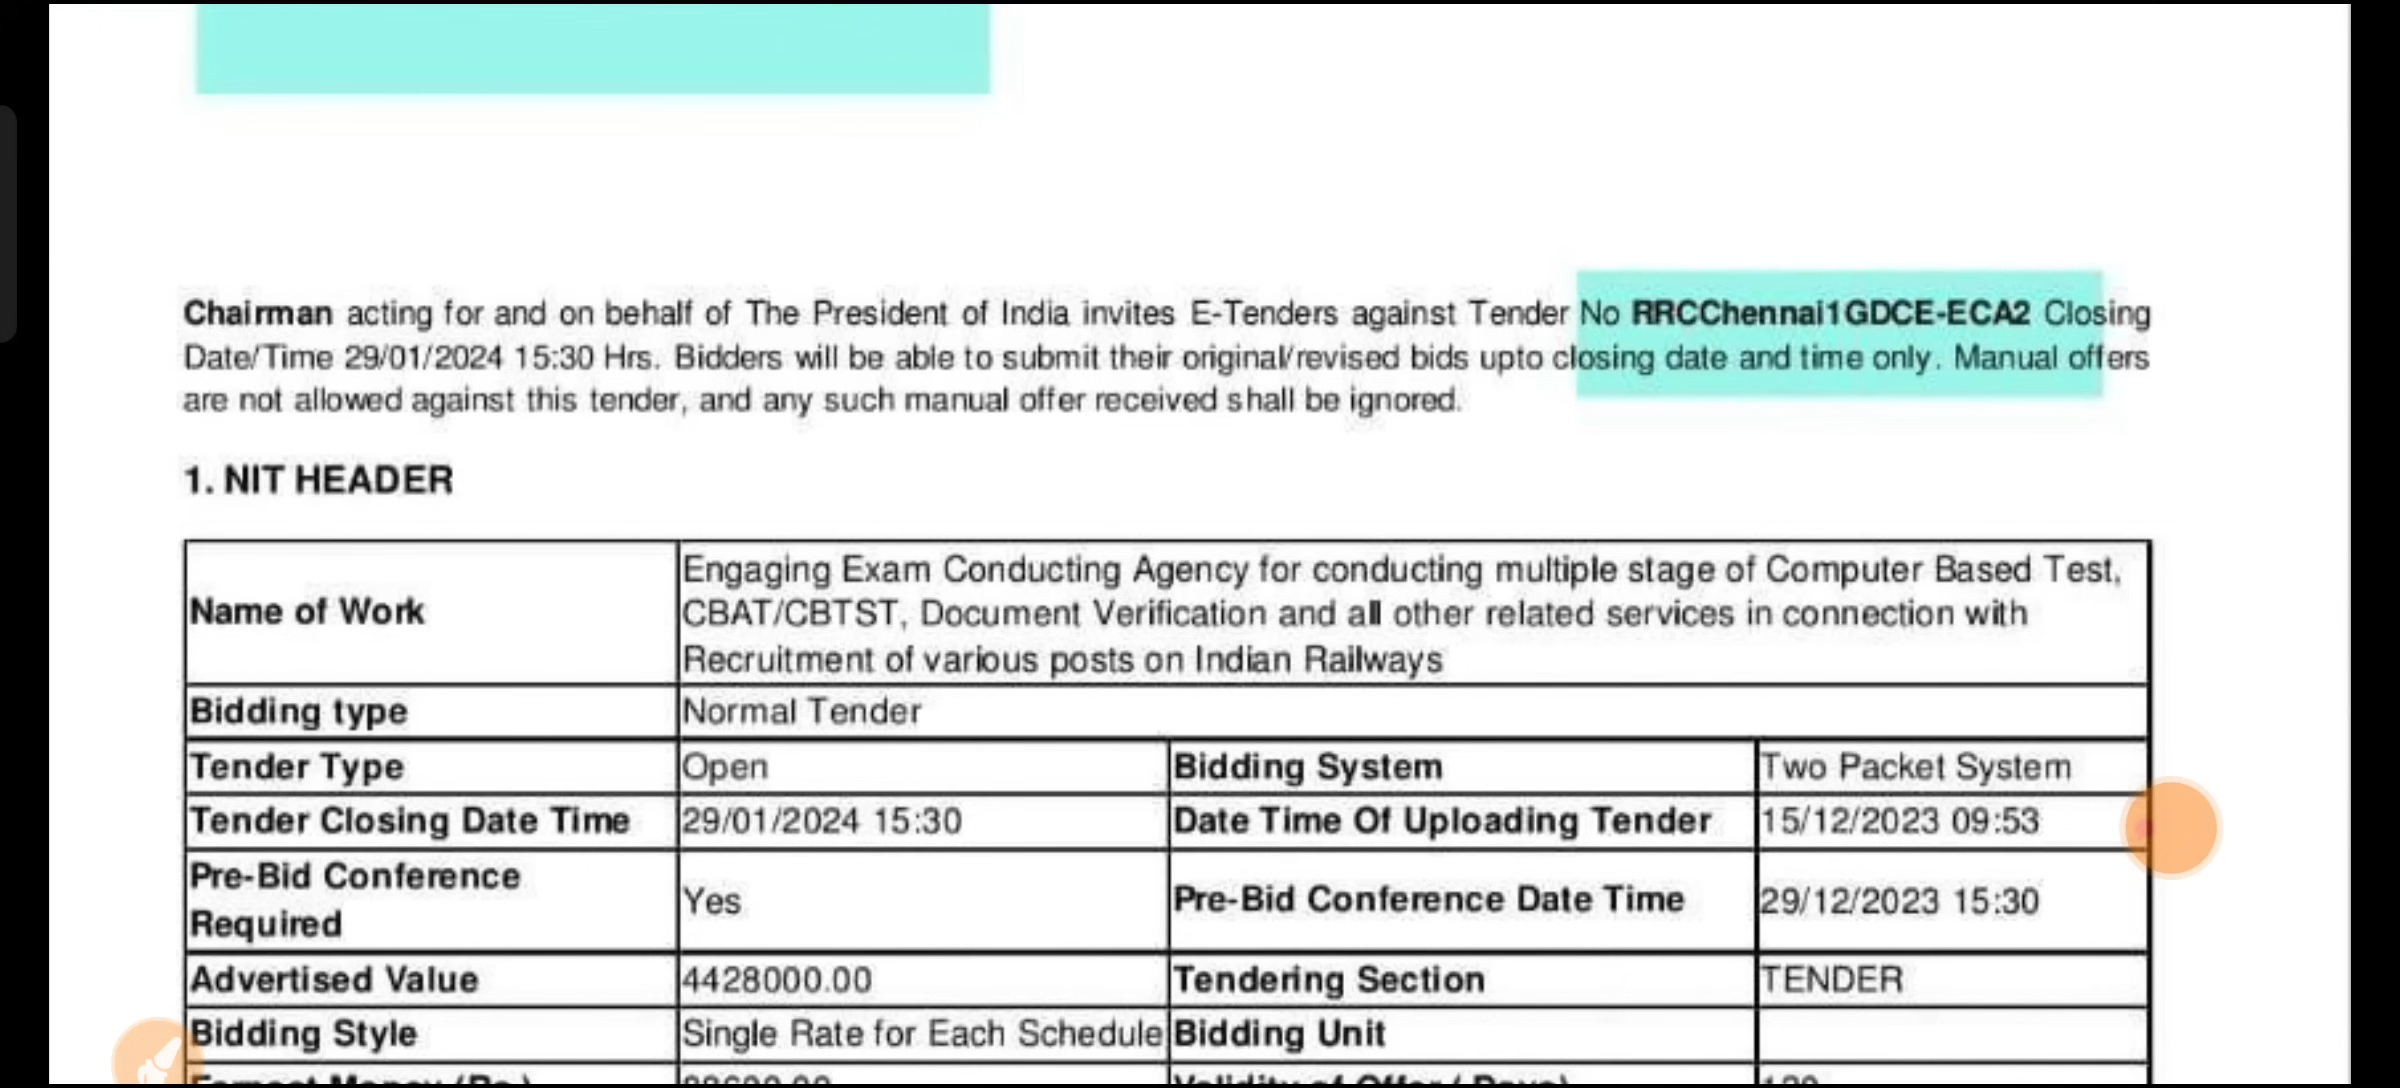 Chairman acting for and on behalf of The President of India invites E-Tenders against Tender No RRCChennai1GDCE-ECA2 Closing
Date/Time 29/01/2024 15:30 Hrs. Bidders will be able to submit their original/revised bids upto closing date and time only. Manual offers
are not allowed against this tender, and any such manual offer received shall be ignored.
1. NIT HEADER
Name of Work
Engaging Exam Conducting Agency for conducting multiple stage of Computer Based Test,
CBAT/CBTST, Document Verification and all other related services in connection with
Recruitment of various posts on Indian Railways
Bidding type Normal Tender
Tender Type Open Bidding System Two Packet System
Tender Closing Date Time 29/01/2024 15:30 Date Time Of Uploading Tender 15/12/2023 09:53
Pre-Bid Conference
Required
Yes Pre-Bid Conference Date Time 29/12/2023 15:30
Advertised Value 4428000.00 Tendering Section TENDER
Bidding Style Single Rate for Each Schedule Bidding Unit
Validity of Offer ( Days)